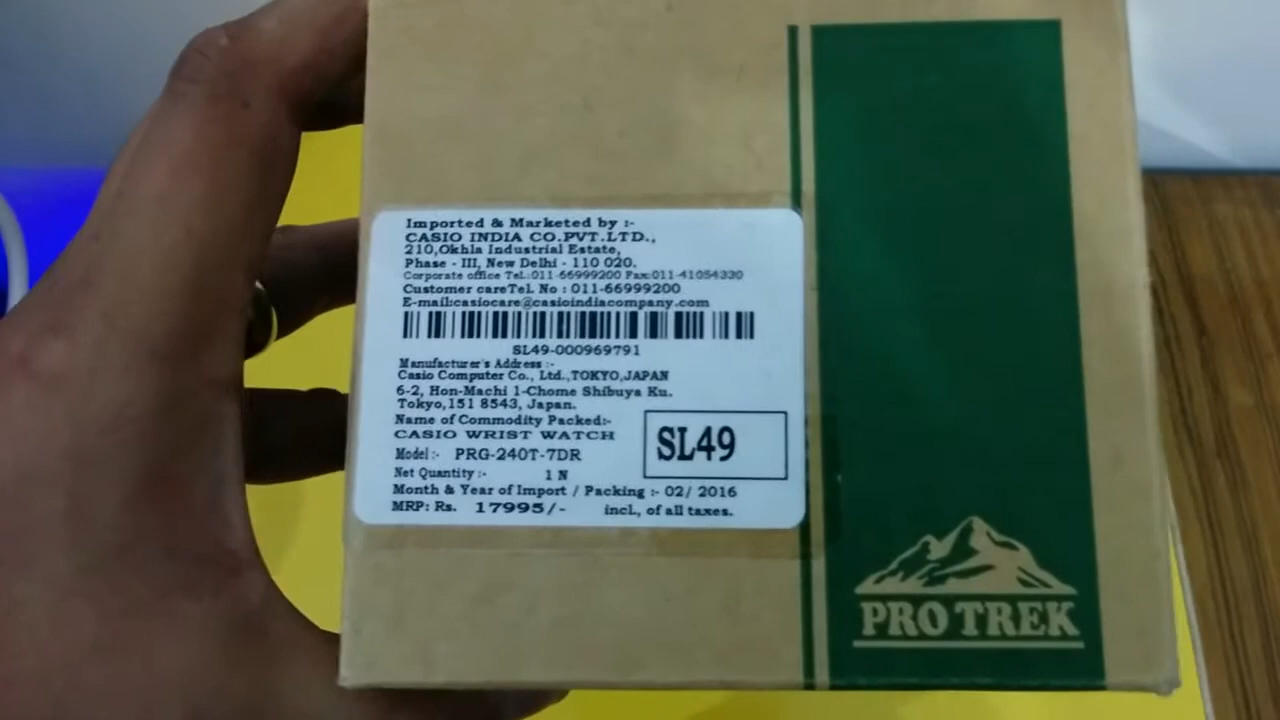 Imported & Marketed by :-
CASIO INDIA CO.PVT.LTD.,
210,Okhla Industrial Estate,
Phase - III, New Delhi - 110 020.
Corporate office Tel.:011-66999200 Fax:011-41054330
Customer careTel. No : 011-66999200
E-mail:casiocare@casioindiacompany.com
SL49-000969791
Manufacturer's Address :-
Casio Computer Co., Ltd.,TOKYO,JAPAN
6-2, Hon-Machi 1-Chome Shibuya Ku.
Tokyo,151 8543, Japan.
Name of Commodity Packed:-
CASIO WRIST WATCH
SL49
Model :- PRG-240T-7DR
Net Quantity :- 1 N
Month & Year of Import / Packing :- 02/ 2016
MRP: Rs. 17995/- incl., of all taxes.
PRO TREK